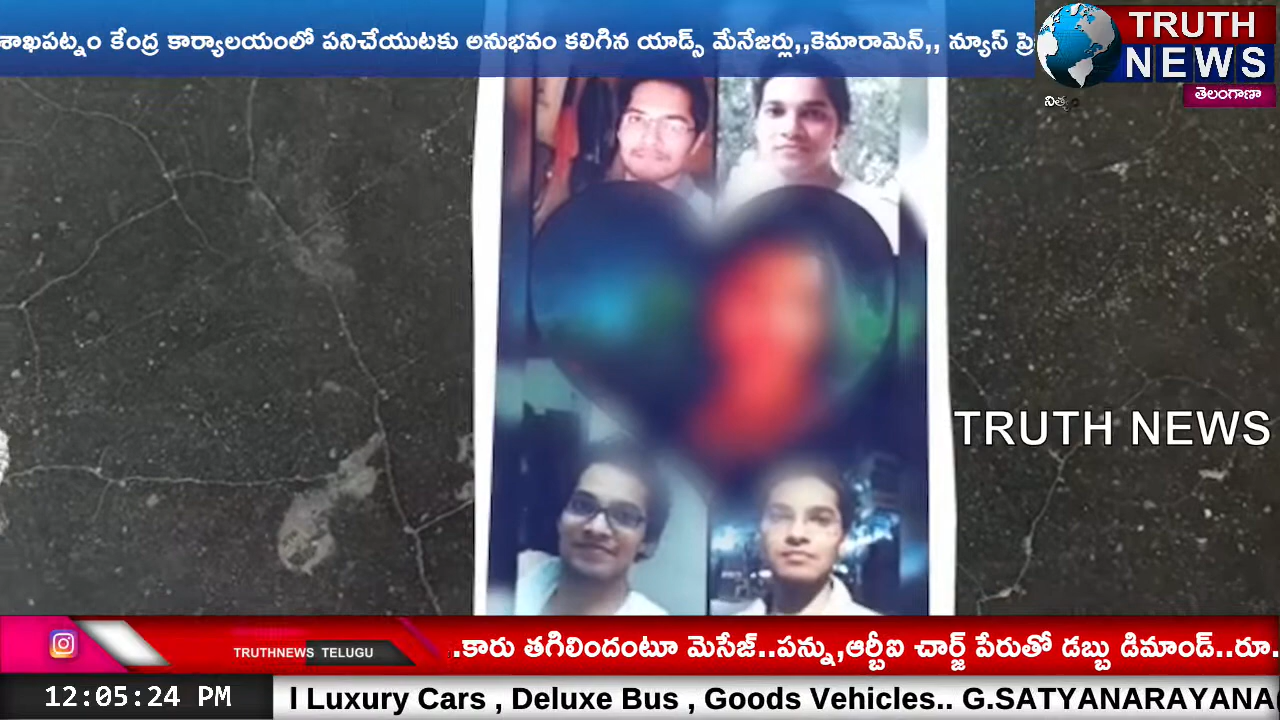 శాఖపట్నం కేంద్ర కార్యాలయంలో పనిచేయుటకు అనుభవం కలిగిన యాడ్స్ మేనేజర్లు,,కెమారామెన్,, న్యూస్ ప్రె
TRUTH
NEWS
తెలంగాణా
నిత్య
TRUTH NEWS
TRUTHNEWS TELUGU
..కారు తగిలిందంటూ మెసేజ్..పన్ను,ఆర్బీఐ చార్జ్ పేరుతో డబ్బు డిమాండ్..రూ.
12:05:24 PM
l Luxury Cars , Deluxe Bus , Goods Vehicles.. G.SATYANARAYANA